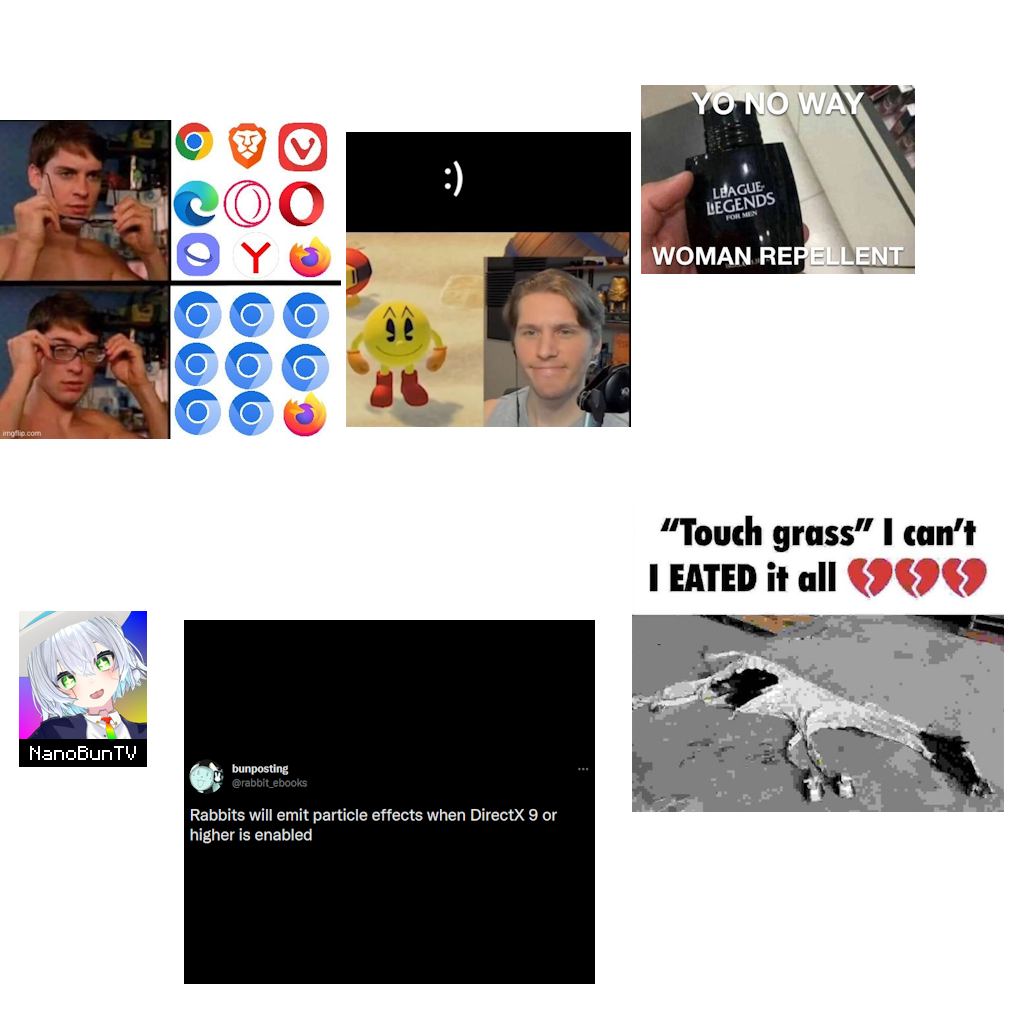 YO NO WAY
LEAGUE
LEGENDS
FOR MEN
WOMAN REPELLENT
:)
imgflip.com
“Touch grass” I can’t
I EATED it all 💔💔💔
NanoBunTV
bunposting
@rabbit_ebooks
Rabbits will emit particle effects when DirectX 9 or
higher is enabled